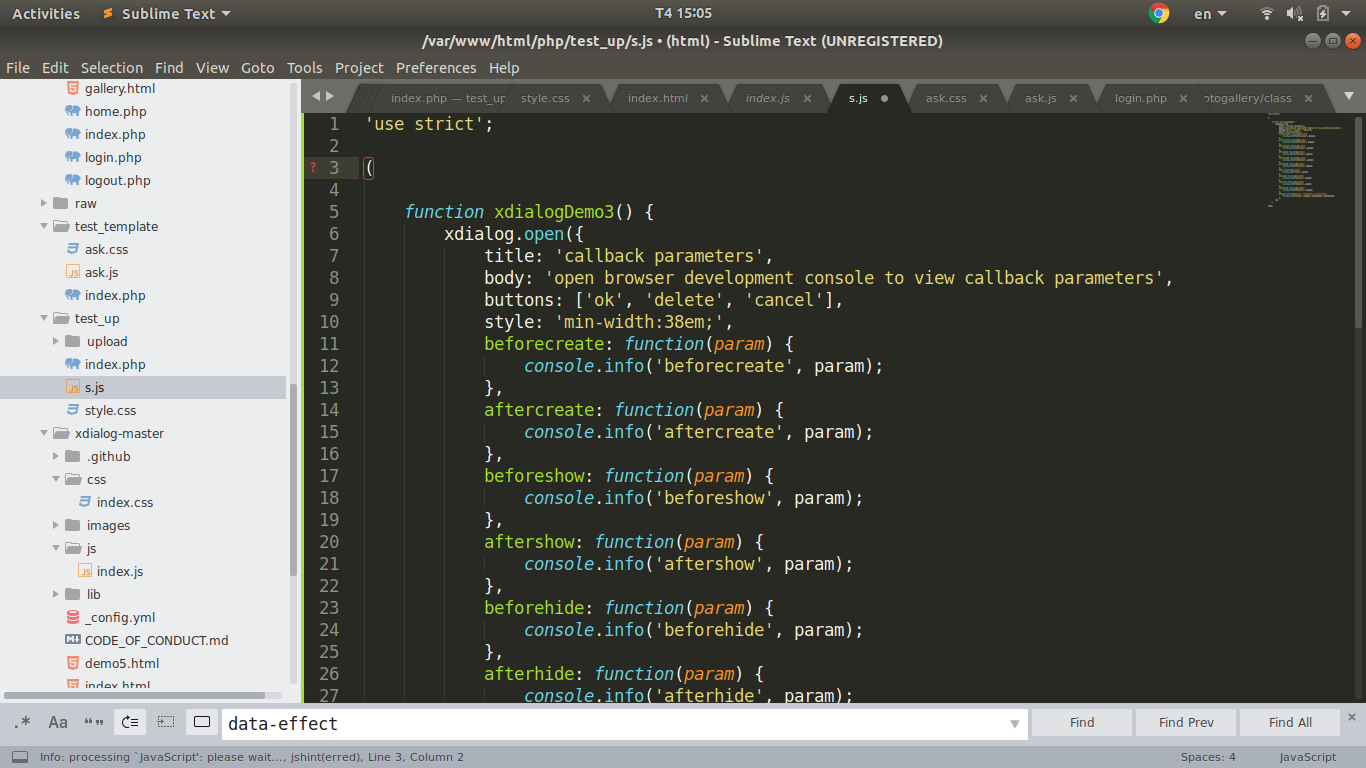 Activities Sublime Text T4 15:05 en
/var/www/html/php/test_up/s.js • (html) - Sublime Text (UNREGISTERED)
File Edit Selection Find View Goto Tools Project Preferences Help
gallery.html
home.php
index.php
login.php
logout.php
raw
test_template
ask.css
ask.js
index.php
test_up
upload
index.php
s.js
style.css
xdialog-master
.github
css
index.css
images
js
index.js
lib
_config.yml
CODE_OF_CONDUCT.md
demo5.html
index.html
index.php — test_up style.css × index.html × index.js × s.js ask.css × ask.js × login.php × otogallery/class ×
1 'use strict';
2
? 3 (
4
5 function xdialogDemo3() {
6 xdialog.open({
7 title: 'callback parameters',
8 body: 'open browser development console to view callback parameters',
9 buttons: ['ok', 'delete', 'cancel'],
10 style: 'min-width:38em;',
11 beforecreate: function(param) {
12 console.info('beforecreate', param);
13 },
14 aftercreate: function(param) {
15 console.info('aftercreate', param);
16 },
17 beforeshow: function(param) {
18 console.info('beforeshow', param);
19 },
20 aftershow: function(param) {
21 console.info('aftershow', param);
22 },
23 beforehide: function(param) {
24 console.info('beforehide', param);
25 },
26 afterhide: function(param) {
27 console.info('afterhide', param);
.* Aa “” data-effect Find Find Prev Find All ×
Info: processing `JavaScript': please wait..., jshint(erred), Line 3, Column 2 Spaces: 4 JavaScript